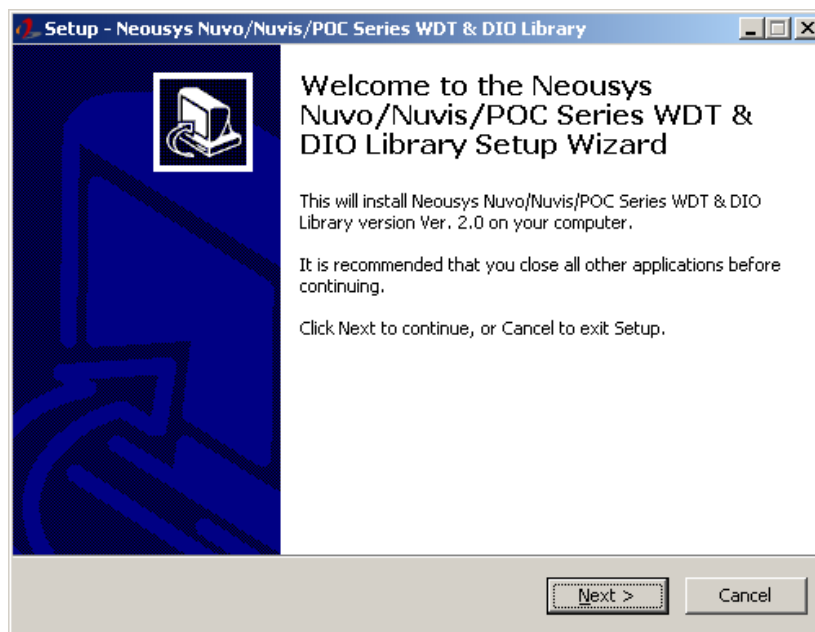 Setup - Neousys Nuvo/Nuvis/POC Series WDT & DIO Library
Welcome to the Neousys
Nuvo/Nuvis/POC Series WDT &
DIO Library Setup Wizard
This will install Neousys Nuvo/Nuvis/POC Series WDT & DIO
Library version Ver. 2.0 on your computer.
It is recommended that you close all other applications before
continuing.
Click Next to continue, or Cancel to exit Setup.
Next >
Cancel